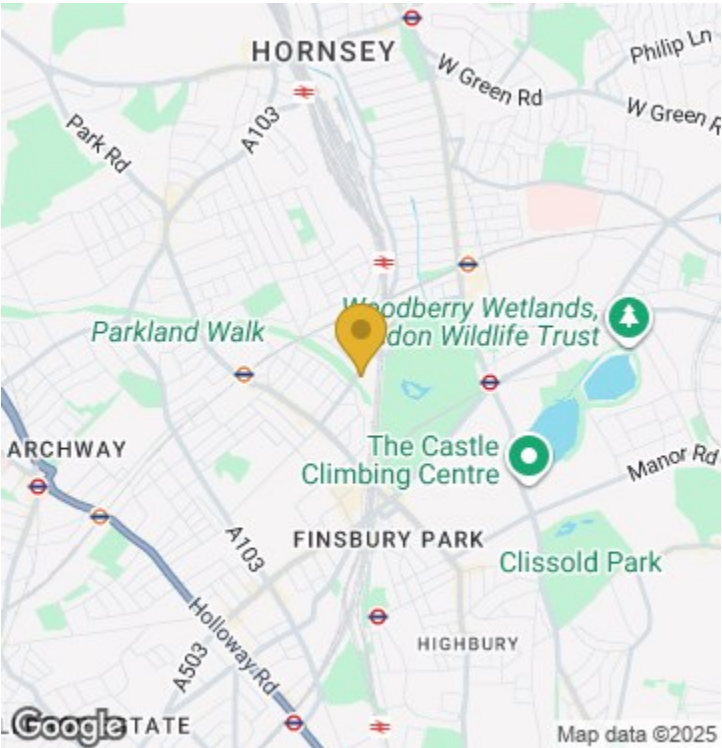 HORNSEY
Philip Ln
W Green Rd
W Green R
Park Rd
A103
Parkland Walk
Woodberry Wetlands,
don Wildlife Trust
ARCHWAY
The Castle
Climbing Centre
Manor Rd
A103
FINSBURY PARK
Clissold Park
Holloway Rd
A503
HIGHBURY
Google
STATE
Map data ©2025